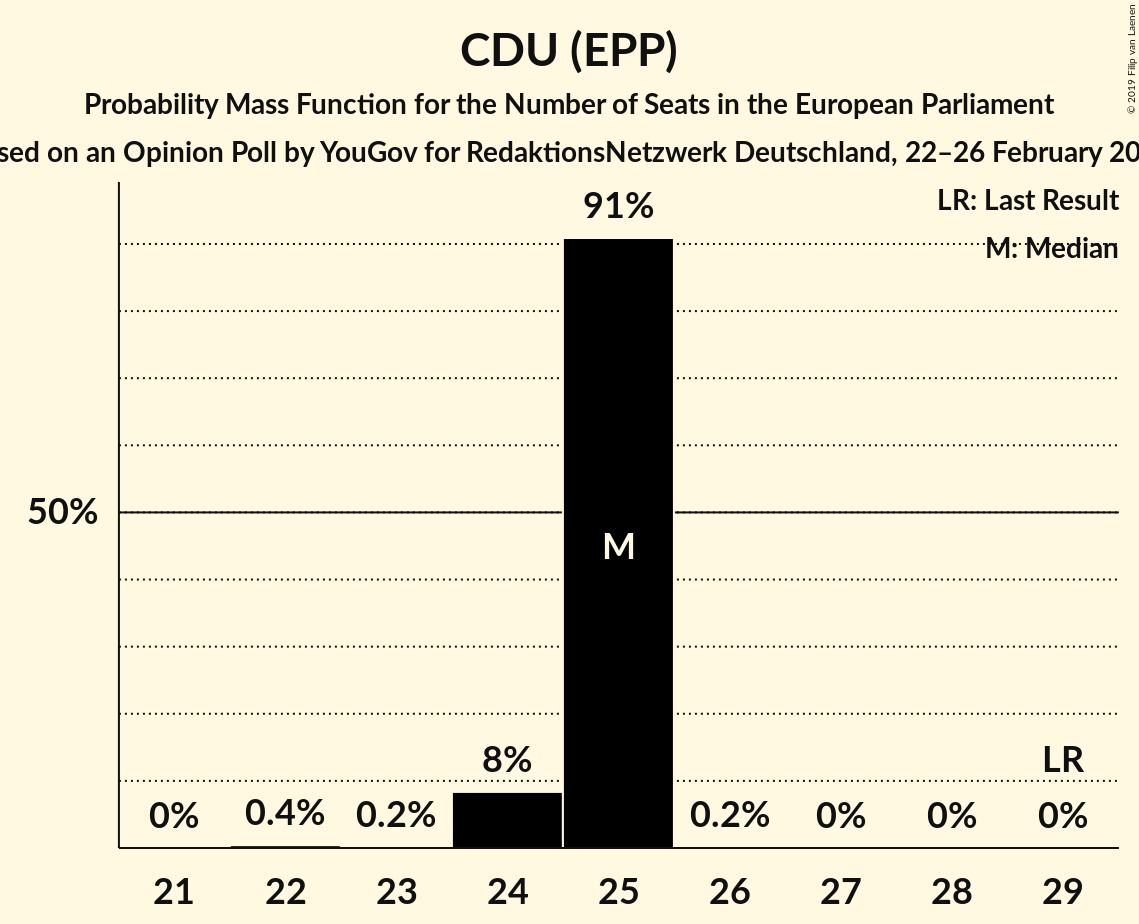 CDU (EPP)
Probability Mass Function for the Number of Seats in the European Parliament
on an Opinion Poll by YouGov for RedaktionsNetzwerk Deutschland, 22–26 February
© 2019 Filip van Laenen
LR: Last Result
M: Median
91%
50%
M
8%
LR
0%
0.4%
0.2%
0.2%
0%
0%
0%
21 22 23 24 25 26 27 28 29